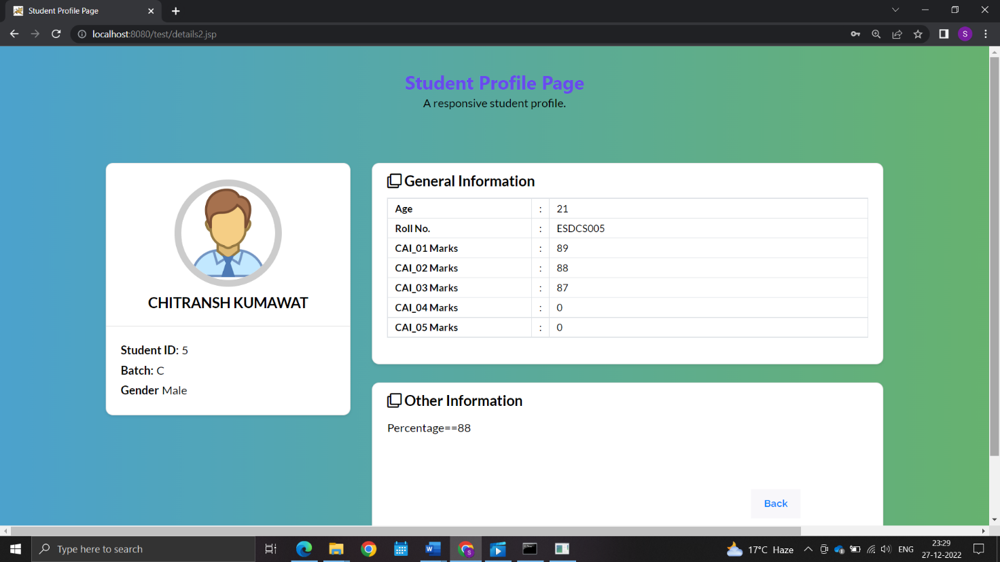 Student Profile Page
localhost:8080/test/details2.jsp
S
Student Profile Page
A responsive student profile.
CHITRANSH KUMAWAT
Student ID: 5
Batch: C
Gender Male
General Information
Age : 21
Roll No. : ESDCS005
CAI_01 Marks : 89
CAI_02 Marks : 88
CAI_03 Marks : 87
CAI_04 Marks : 0
CAI_05 Marks : 0
Other Information
Percentage==88
Back
Type here to search
W
S
17°C Haze
ENG
23:29
27-12-2022